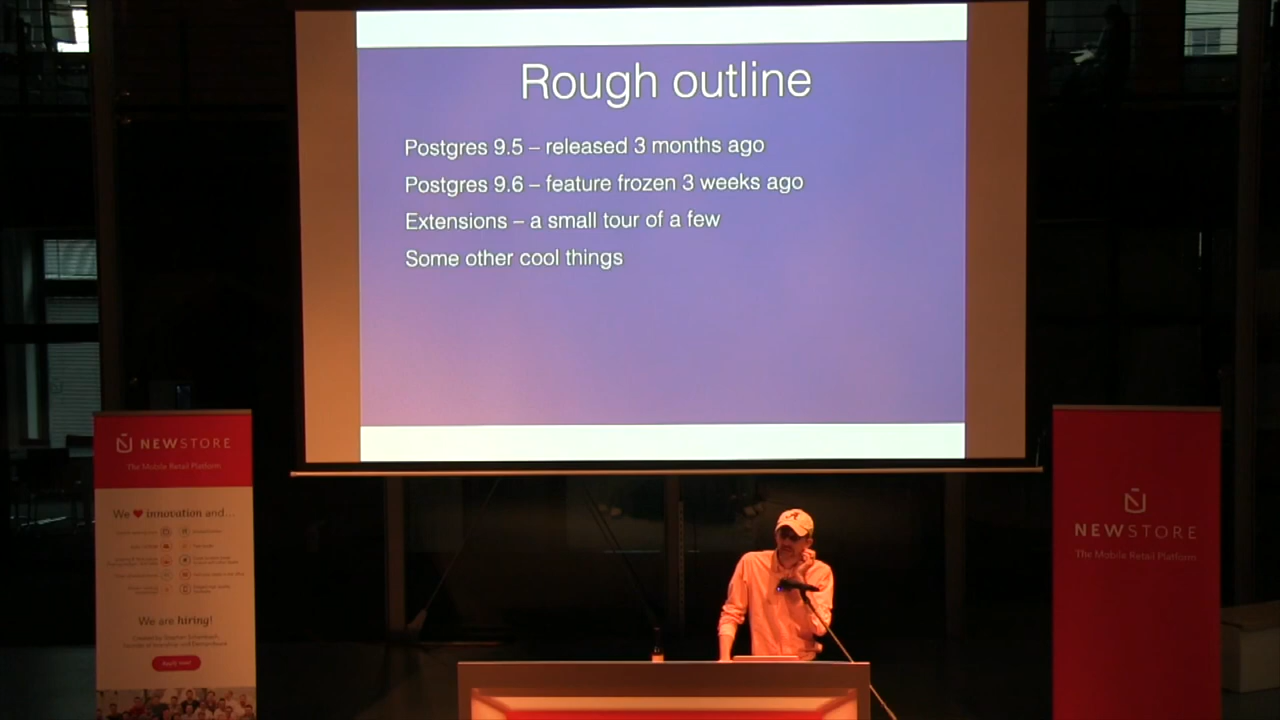 Rough outline
Postgres 9.5 – released 3 months ago
Postgres 9.6 – feature frozen 3 weeks ago
Extensions – a small tour of a few
Some other cool things
NEWSTORE
The Mobile Retail Platform
We ❤ innovation and...
We are hiring!
NEWSTORE
The Mobile Retail Platform